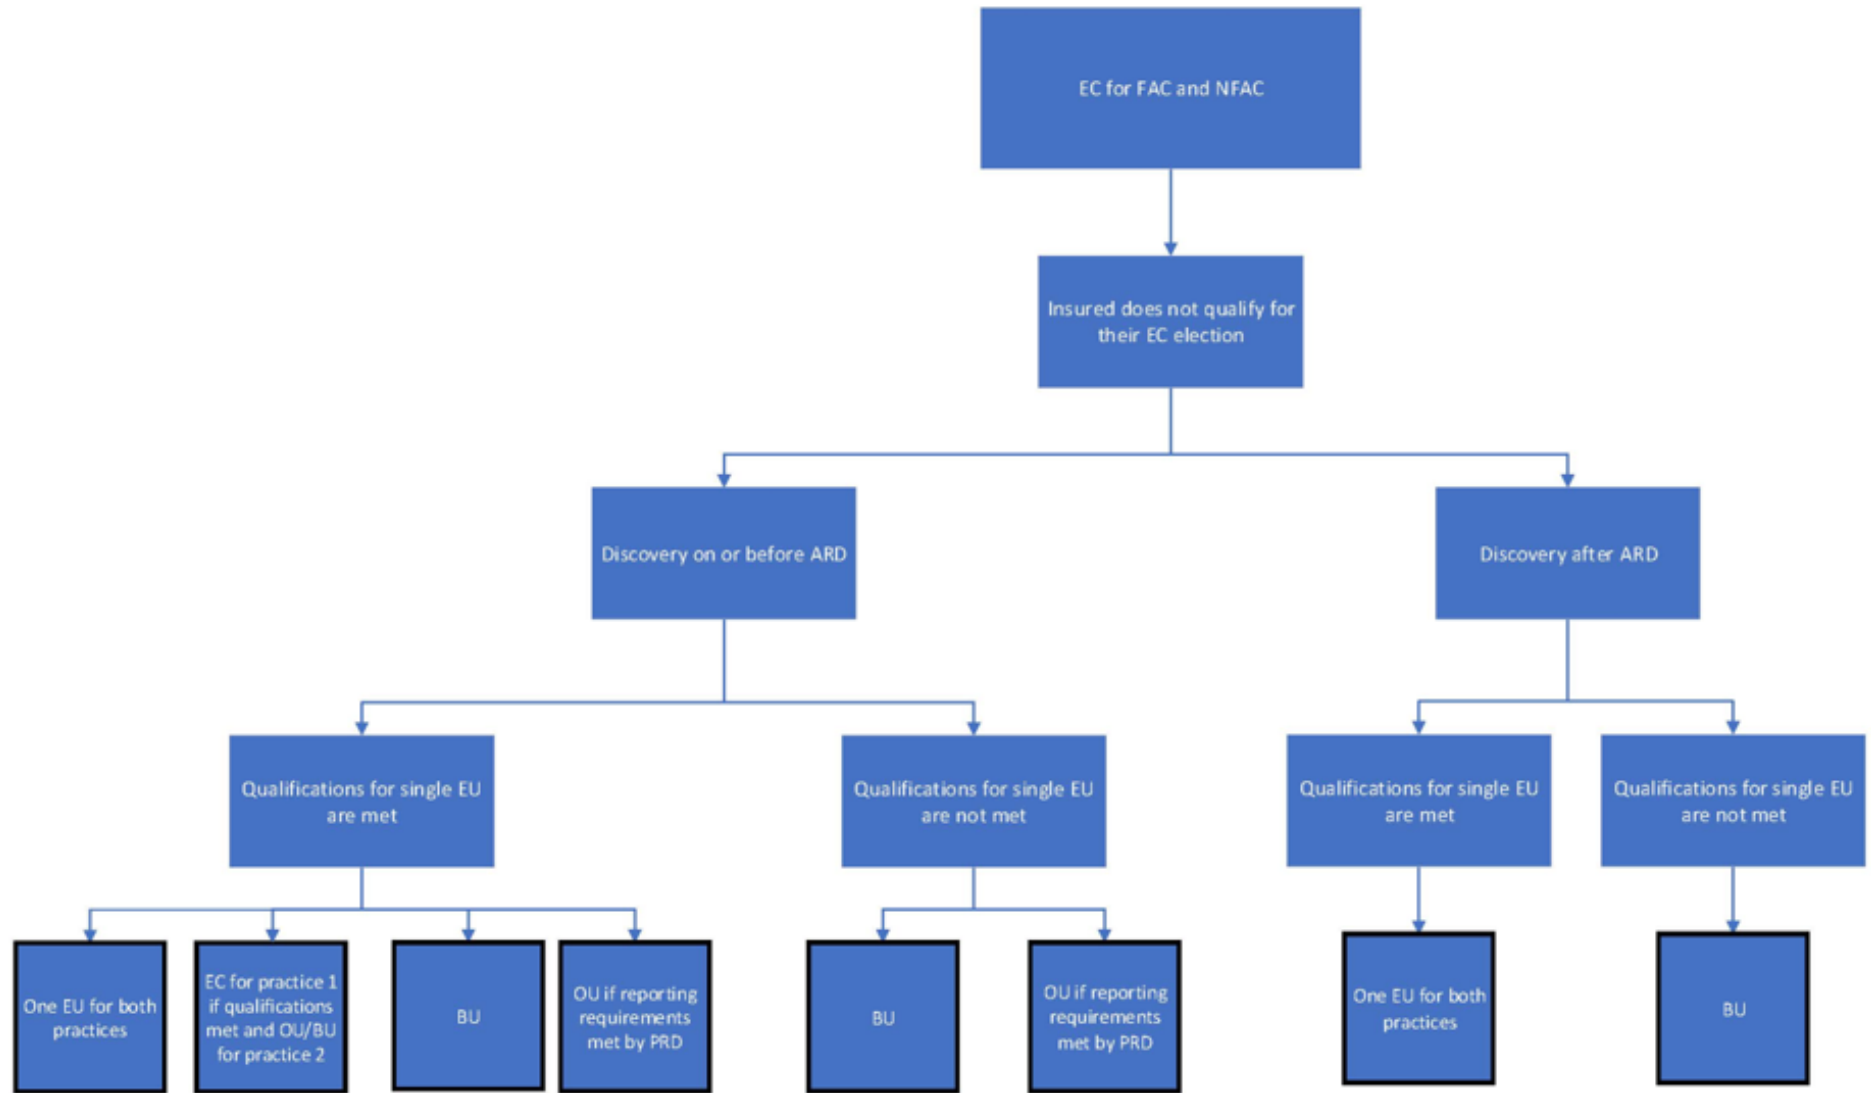 EC for FAC and NFAC
Insured does not qualify for
their EC election
Discovery on or before ARD
Discovery after ARD
Qualifications for single EU
are met
Qualifications for single EU
are not met
Qualifications for single EU
are met
Qualifications for single EU
are not met
One EU for both
practices
EC for practice 1
if qualifications
met and OU/BU
for practice 2
BU
OU if reporting
requirements
met by PRD
BU
OU if reporting
requirements
met by PRD
One EU for both
practices
BU